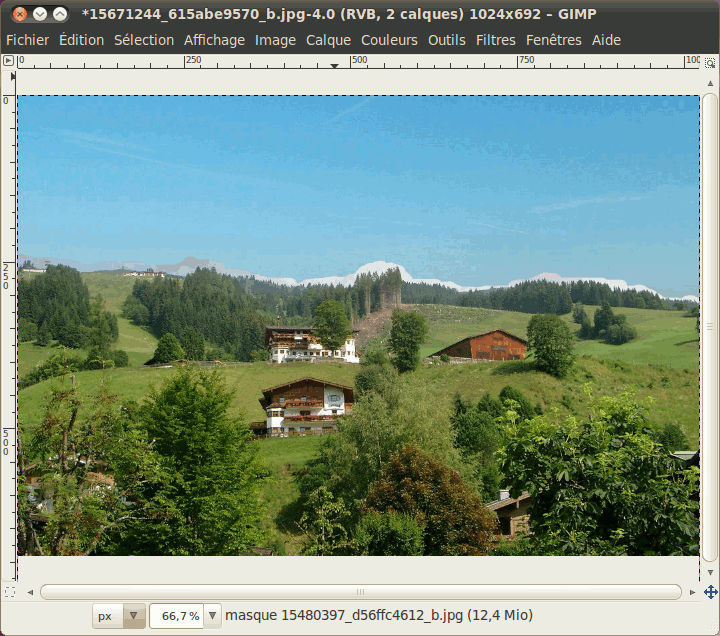 *15671244_615abe9570_b.jpg-4.0 (RVB, 2 calques) 1024x692 – GIMP
Fichier Édition Sélection Affichage Image Calque Couleurs Outils Filtres Fenêtres Aide
0 250 500 750 100
0
250
500
px 66,7 % masque 15480397_d56ffc4612_b.jpg (12,4 Mio)